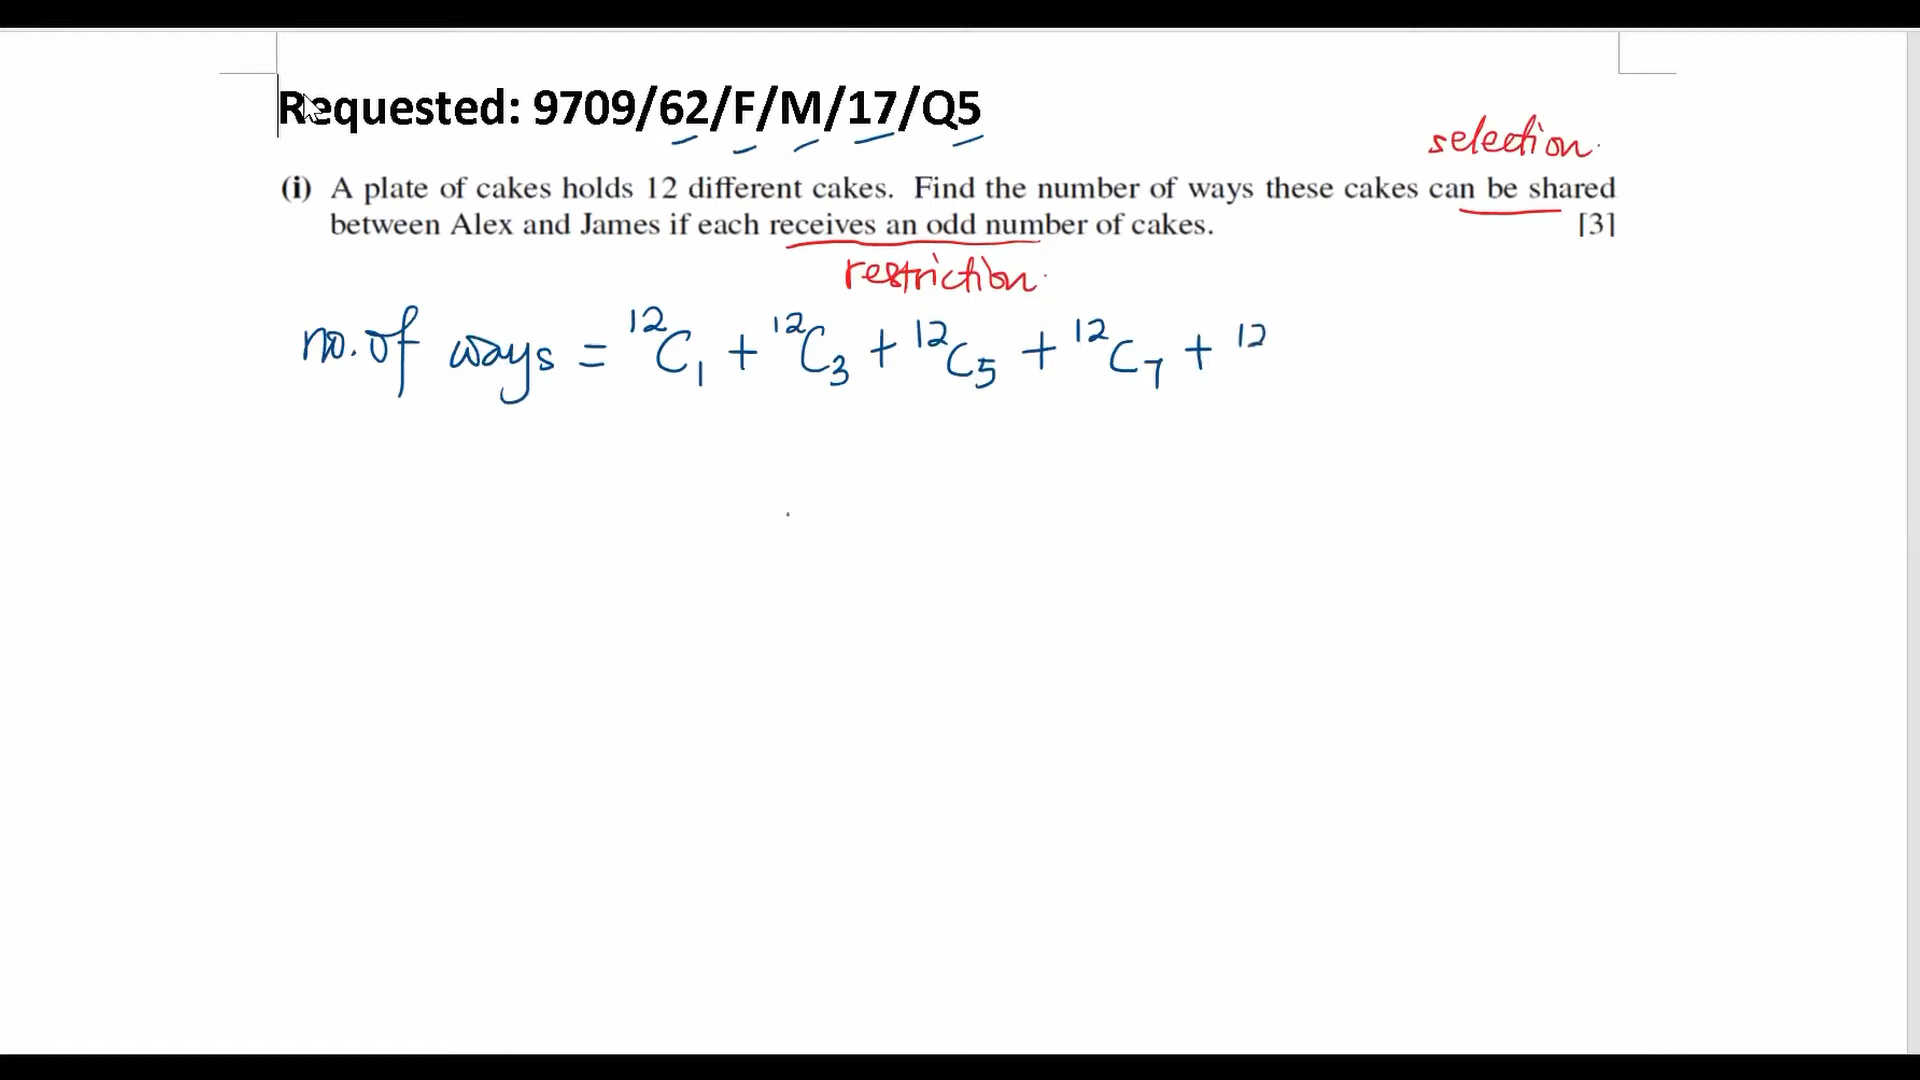 Requested: 9709/62/F/M/17/Q5
selection.
(i) A plate of cakes holds 12 different cakes. Find the number of ways these cakes can be shared
between Alex and James if each receives an odd number of cakes. [3]
restriction.
no. of ways = ¹²C₁ + ¹²C₃ + ¹²C₅ + ¹²C₇ + ¹²